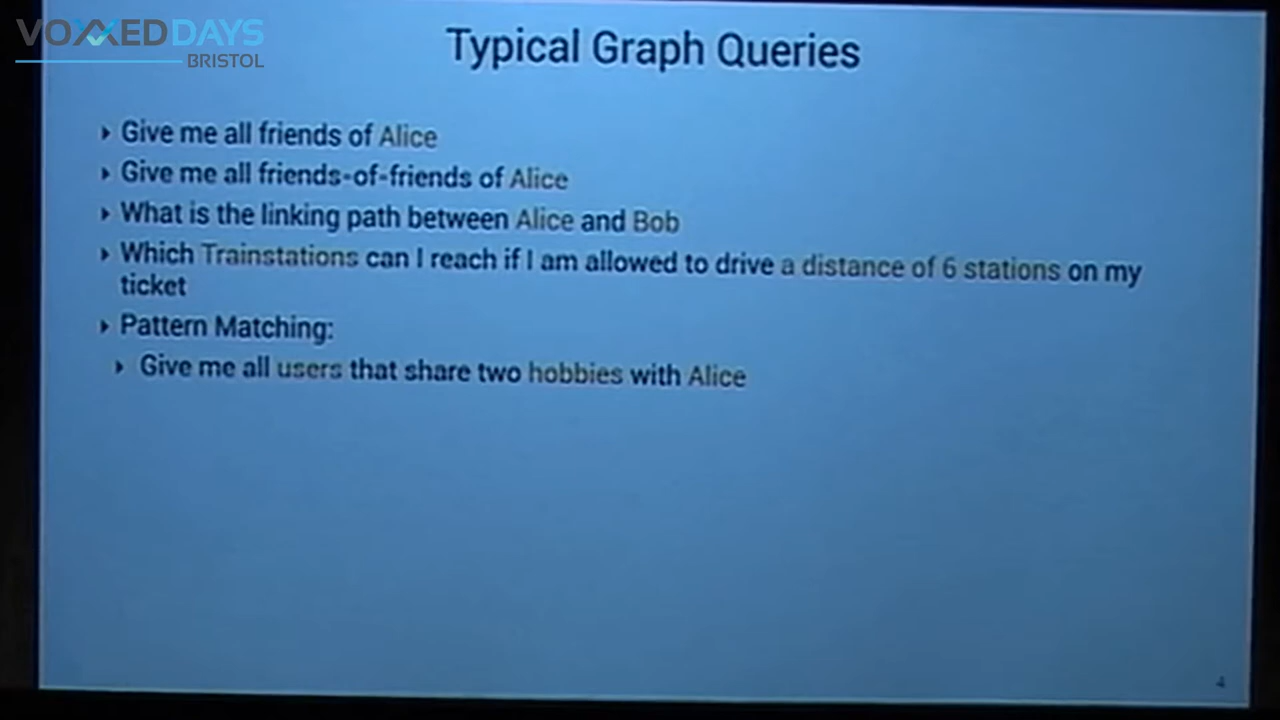 VOXXED DAYS
BRISTOL
Typical Graph Queries
Give me all friends of Alice
Give me all friends-of-friends of Alice
What is the linking path between Alice and Bob
Which Trainstations can I reach if I am allowed to drive a distance of 6 stations on my
ticket
Pattern Matching:
Give me all users that share two hobbies with Alice
4